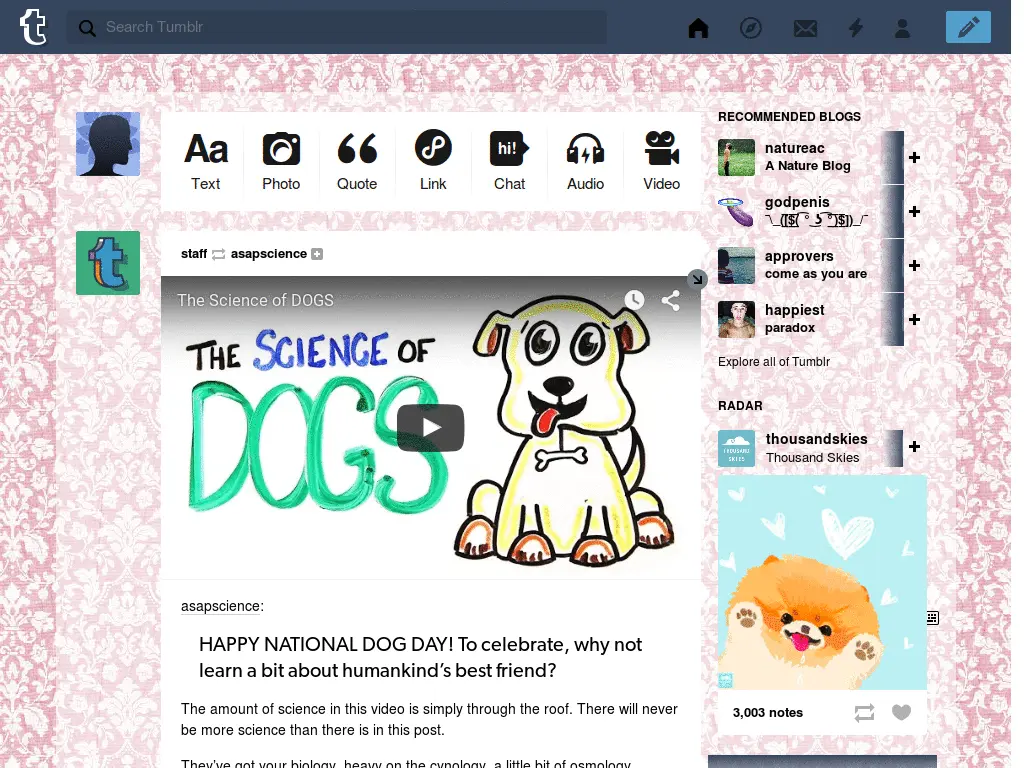 Search Tumblr
Aa
hi!
Text
Photo
Quote
Link
Chat
Audio
Video
staff asapscience
The Science of DOGS
THE SCIENCE OF
DOGS
asapscience:
HAPPY NATIONAL DOG DAY! To celebrate, why not
learn a bit about humankind's best friend?
The amount of science in this video is simply through the roof. There will never
be more science than there is in this post.
They've got your biology, heavy on the cynology, a little bit of osmology,
RECOMMENDED BLOGS
natureac
A Nature Blog
godpenis
approvers
come as you are
happiest
paradox
Explore all of Tumblr
RADAR
THOUSAND
SKIES
thousandskies
Thousand Skies
3,003 notes